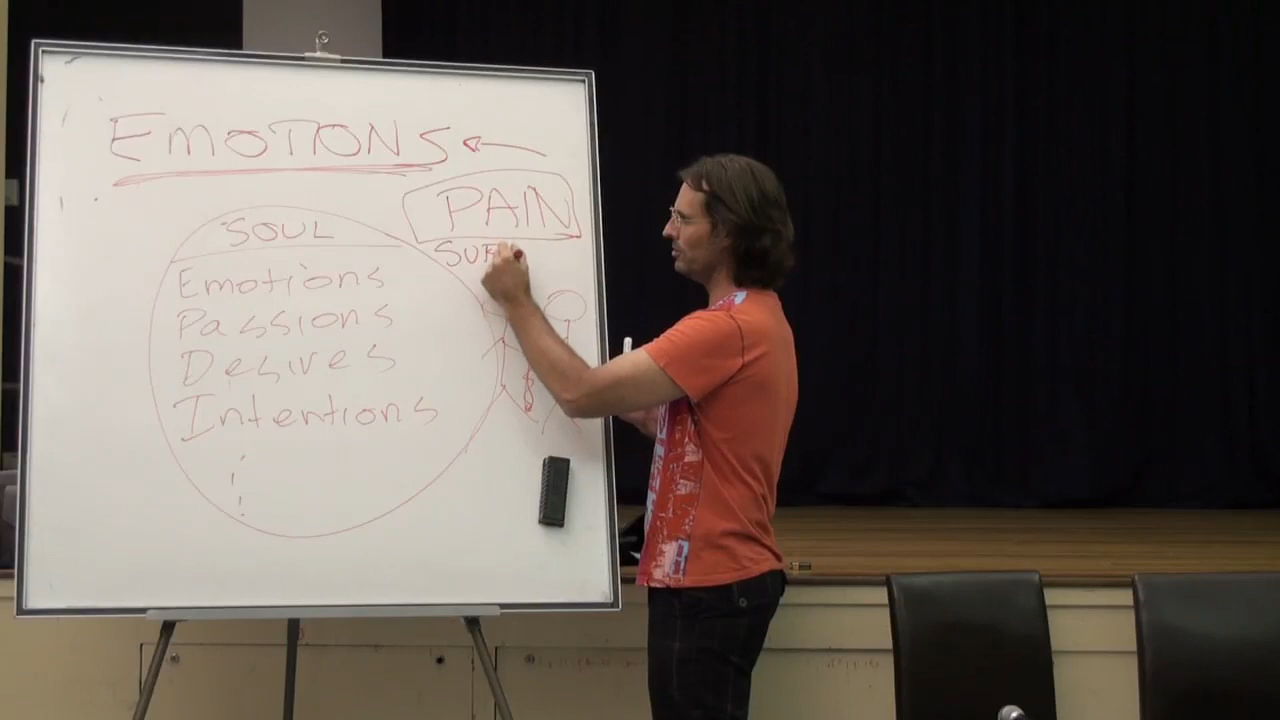 EMOTIONS
PAIN
SOUL
Emotions
Passions
Desires
Intentions